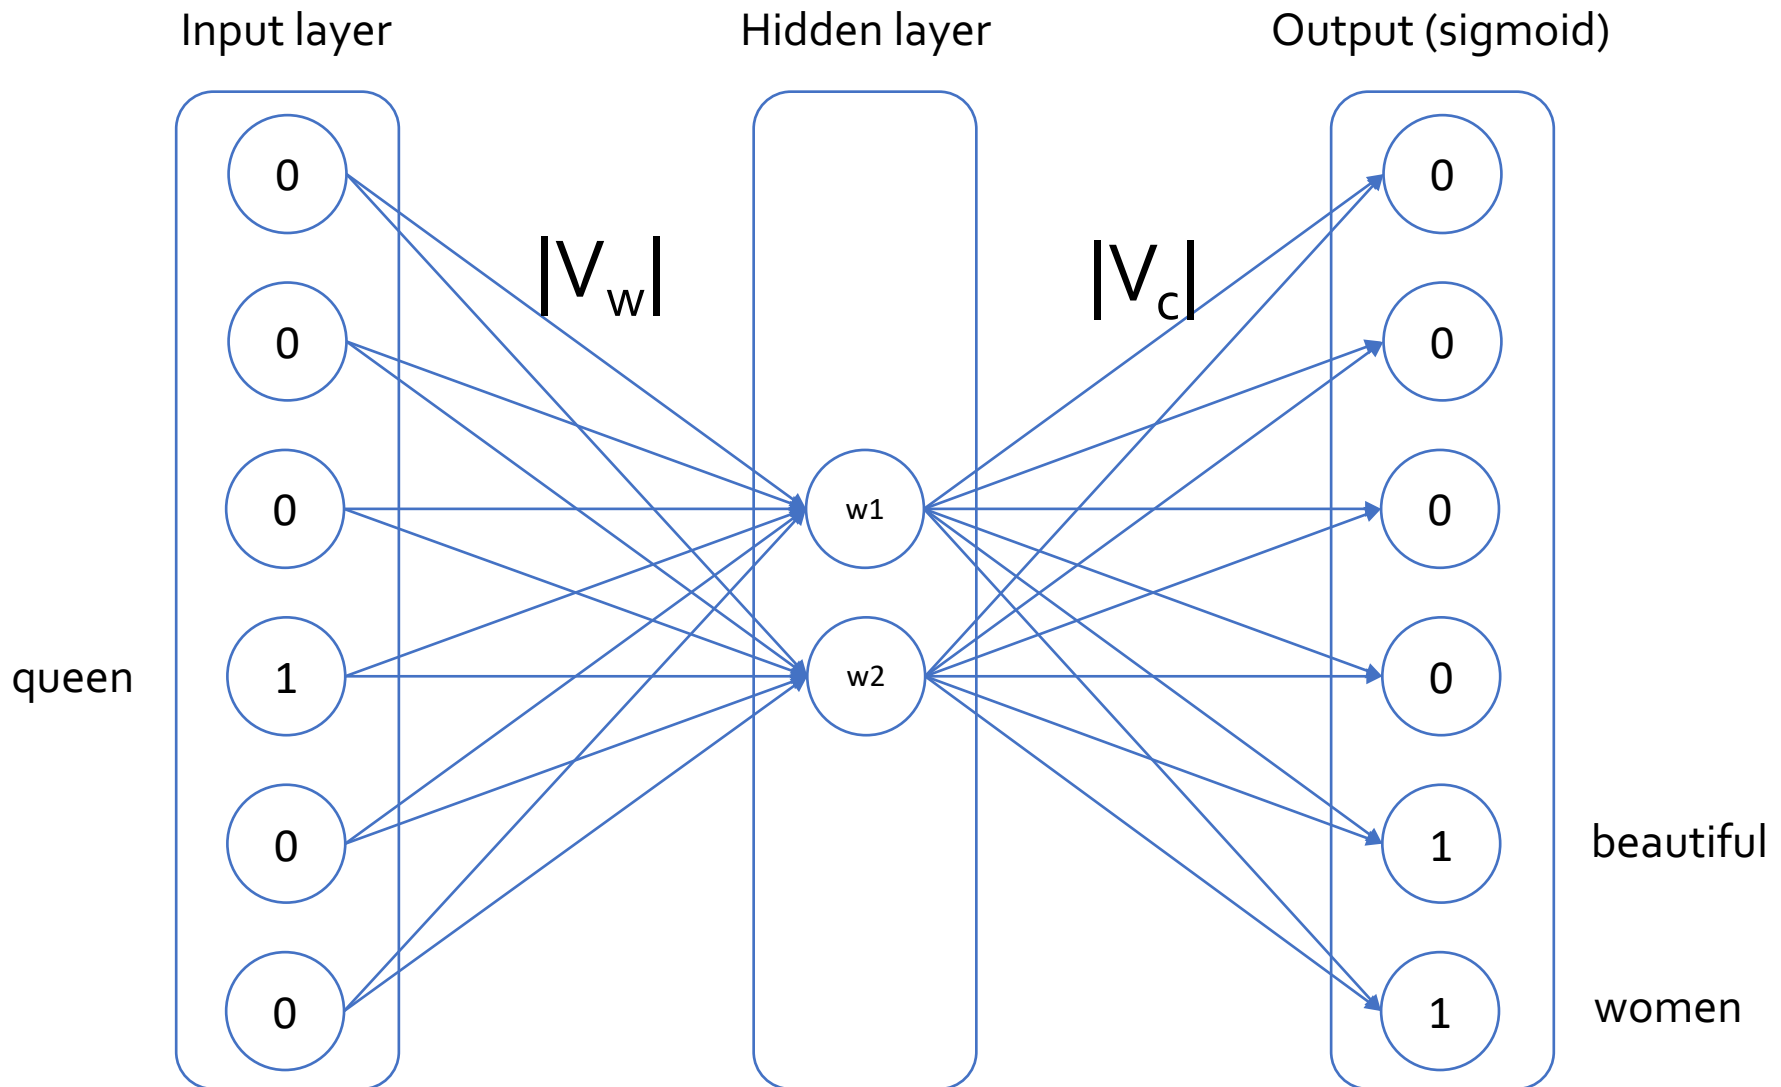 Input layer
Hidden layer
Output (sigmoid)
0
0
|Vw|
|Vc|
0
0
0
w1
0
queen
1
w2
0
0
1
beautiful
0
1
women